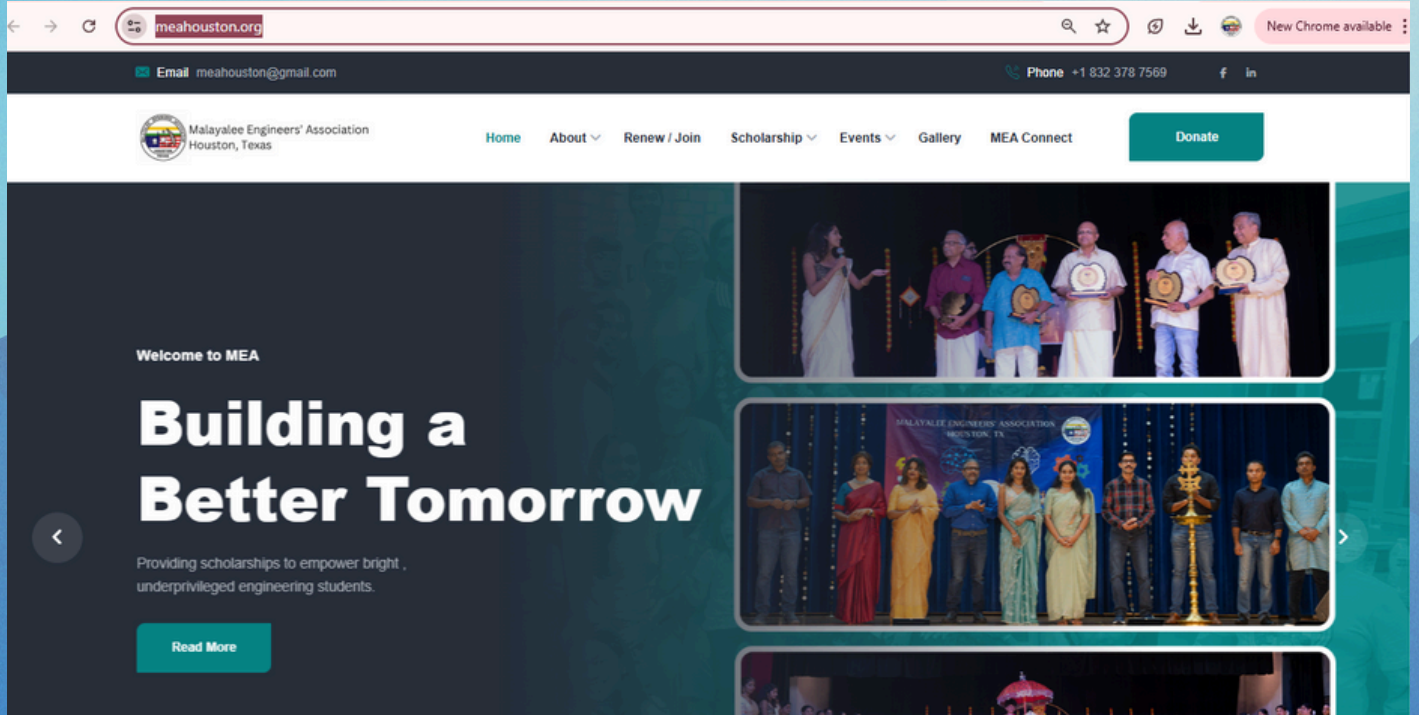 meahouston.org
New Chrome available
Email meahouston@gmail.com
Phone +1 832 378 7569
f in
Malayalee Engineers' Association
Houston, Texas
Home About Renew / Join Scholarship Events Gallery MEA Connect Donate
Welcome to MEA
Building a
Better Tomorrow
Providing scholarships to empower bright ,
underprivileged engineering students.
Read More
MALAYALEE ENGINEERS' ASSOCIATION
HOUSTON, TX